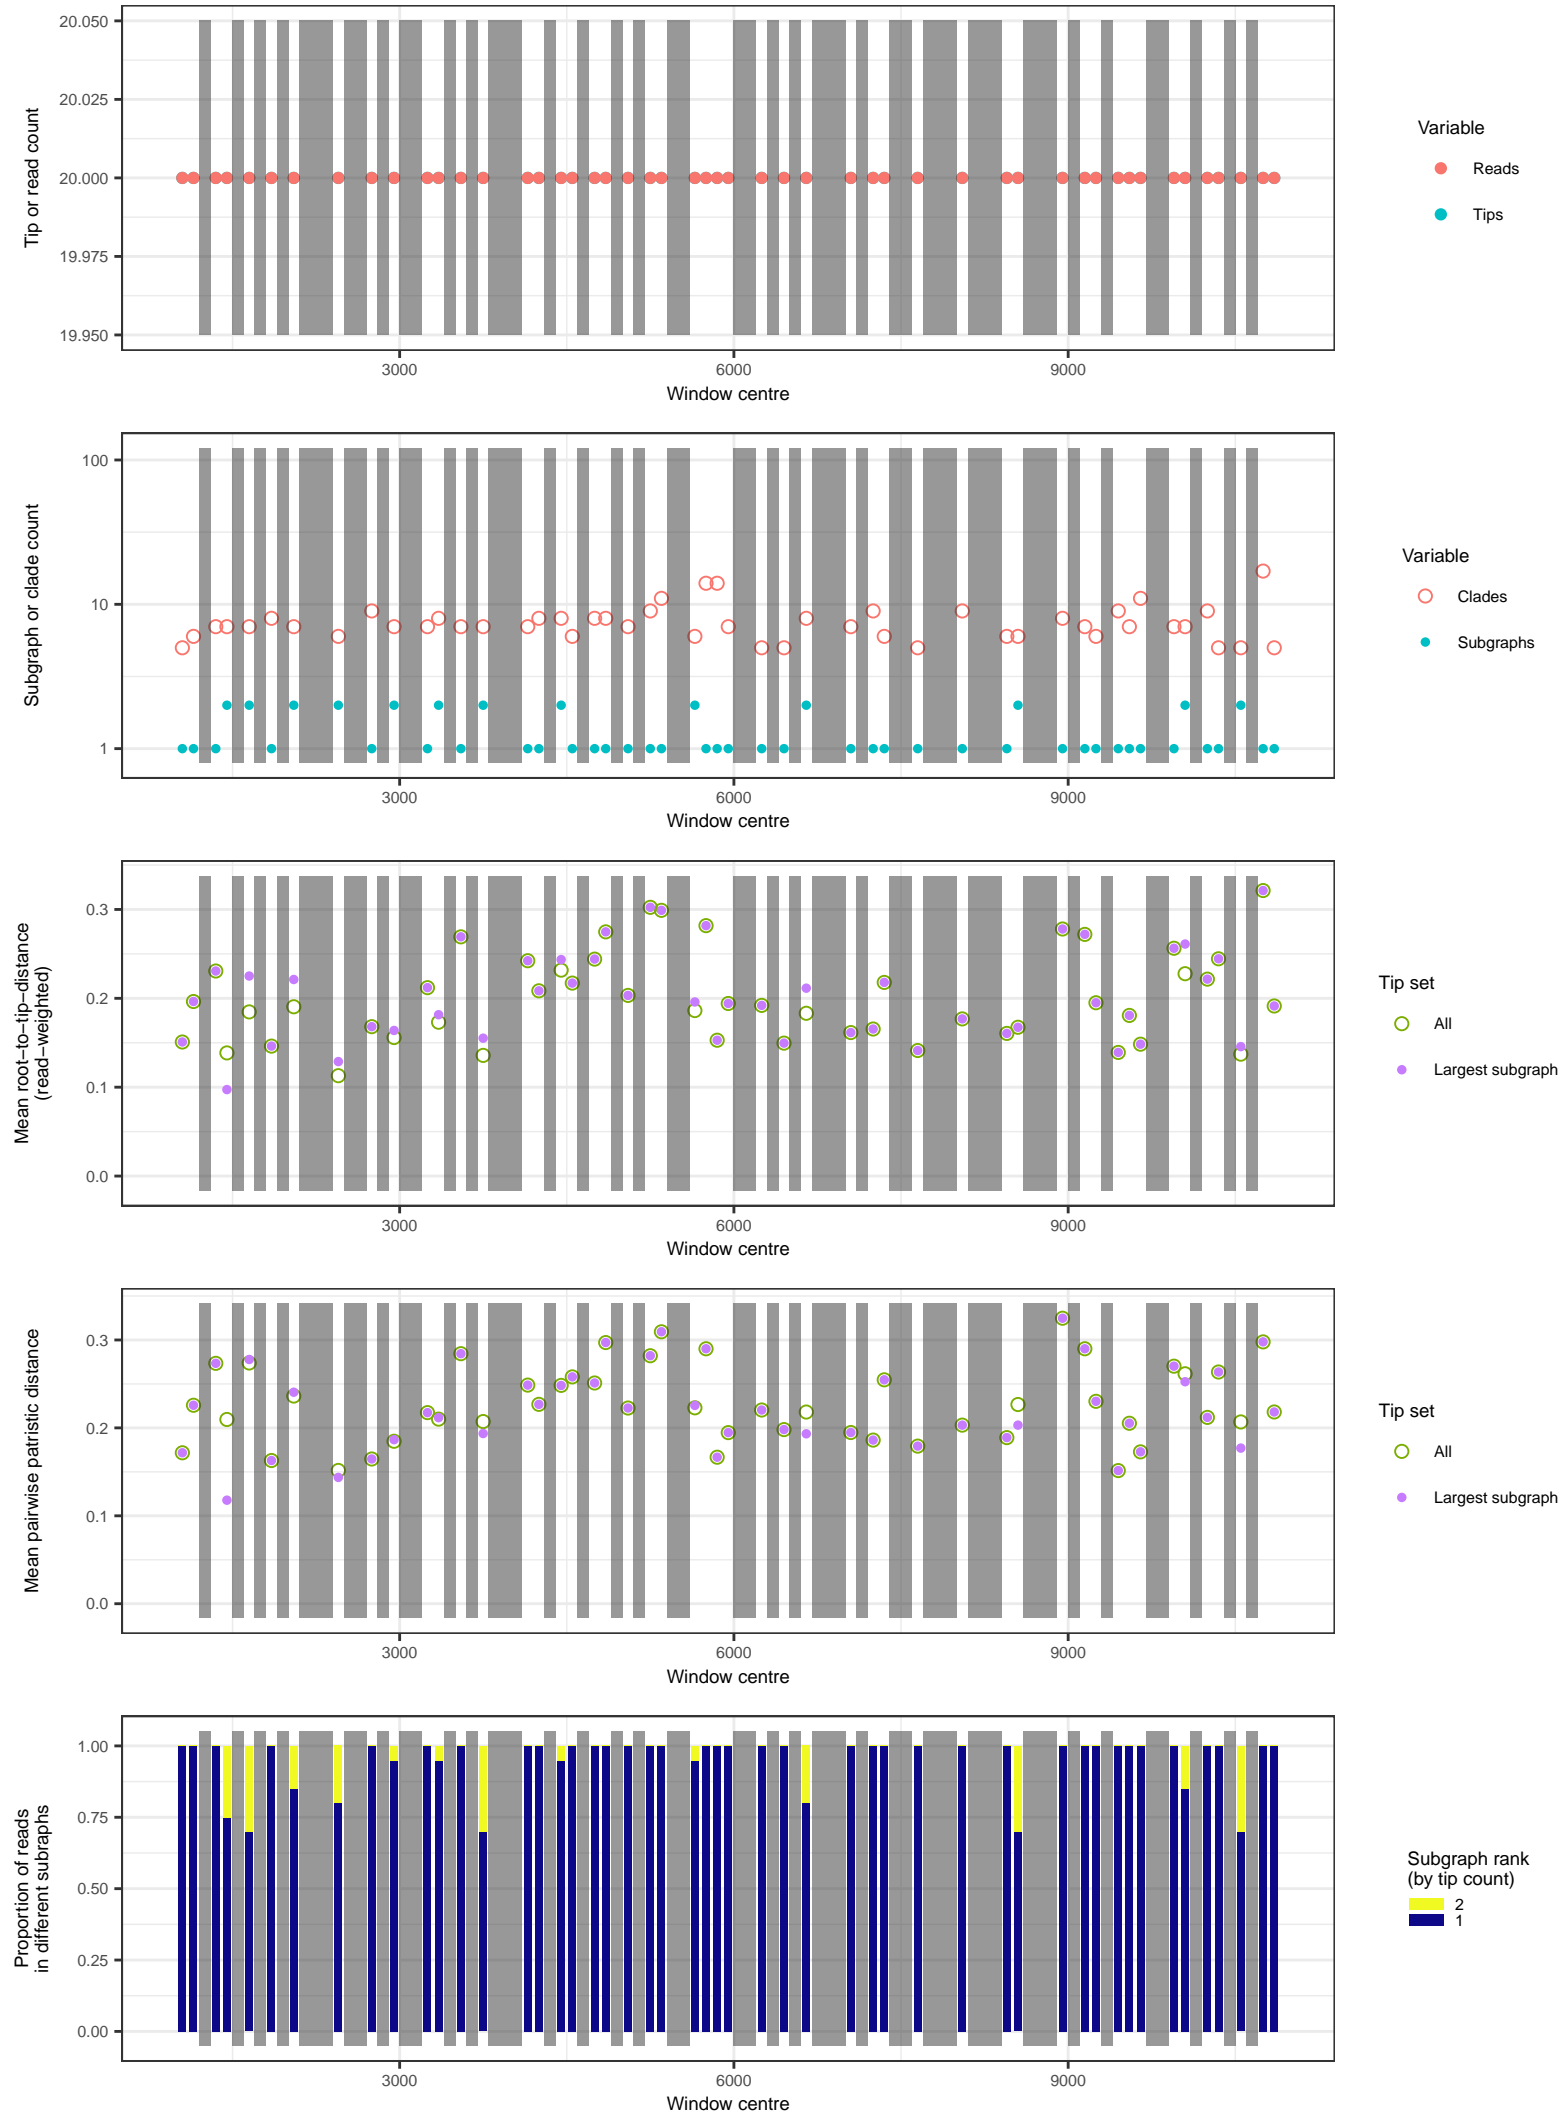 20.050
20.025
20.000
19.975
19.950
Tip or read count
3000
6000
9000
Window centre
Variable
Reads
Tips
100
10
1
Subgraph or clade count
3000
6000
9000
Window centre
Variable
Clades
Subgraphs
0.3
0.2
0.1
0.0
Mean root−to−tip−distance
(read−weighted)
3000
6000
9000
Window centre
Tip set
All
Largest subgraph
0.3
0.2
0.1
0.0
Mean pairwise patristic distance
3000
6000
9000
Window centre
Tip set
All
Largest subgraph
1.00
0.75
0.50
0.25
0.00
Proportion of reads
in different subraphs
3000
6000
9000
Window centre
Subgraph rank
(by tip count)
2
1